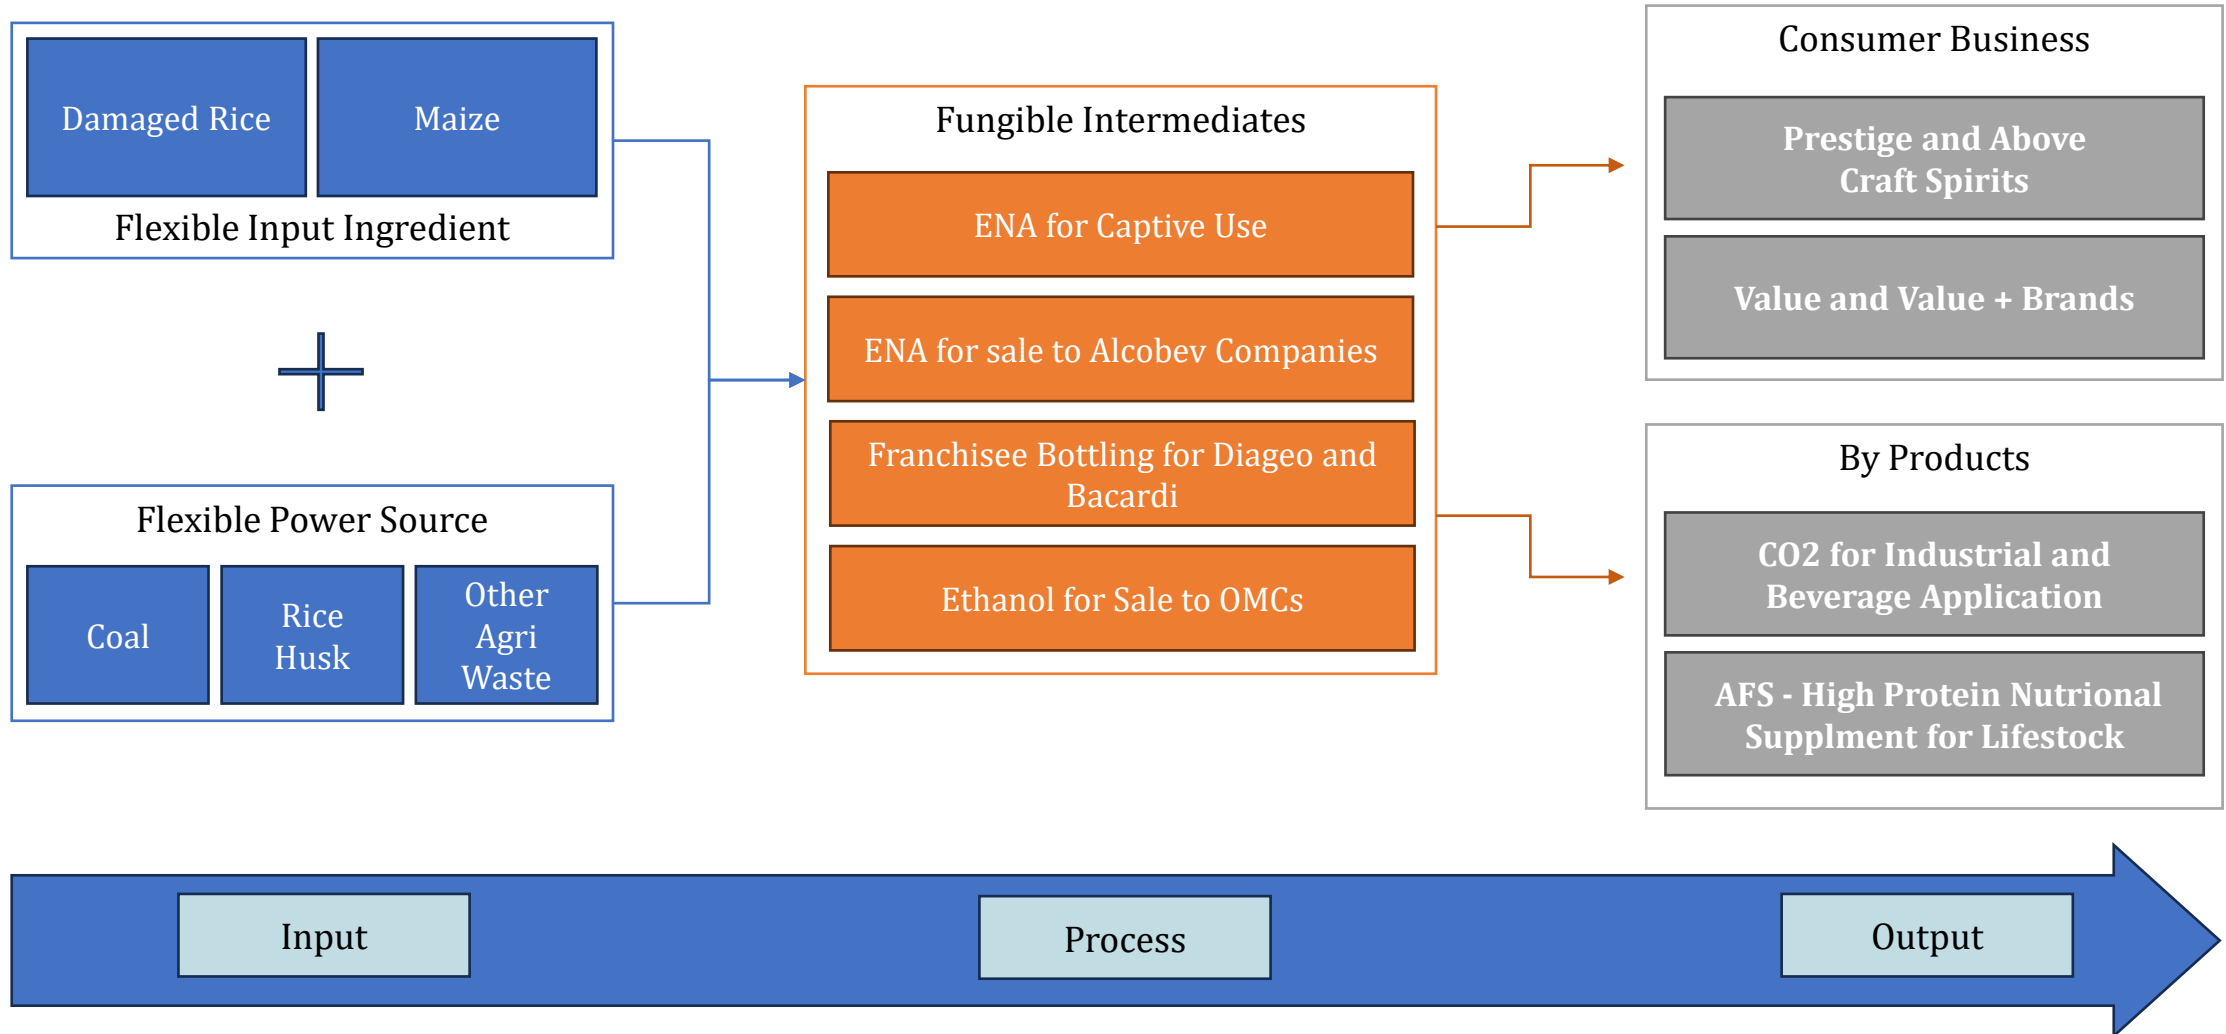 Damaged Rice
Maize
Flexible Input Ingredient
Flexible Power Source
Coal
Rice
Husk
Other
Agri
Waste
Fungible Intermediates
ENA for Captive Use
ENA for sale to Alcobev Companies
Franchisee Bottling for Diageo and
Bacardi
Ethanol for Sale to OMCs
Consumer Business
Prestige and Above
Craft Spirits
Value and Value + Brands
By Products
CO2 for Industrial and
Beverage Application
AFS - High Protein Nutrional
Supplment for Lifestock
Input
Process
Output